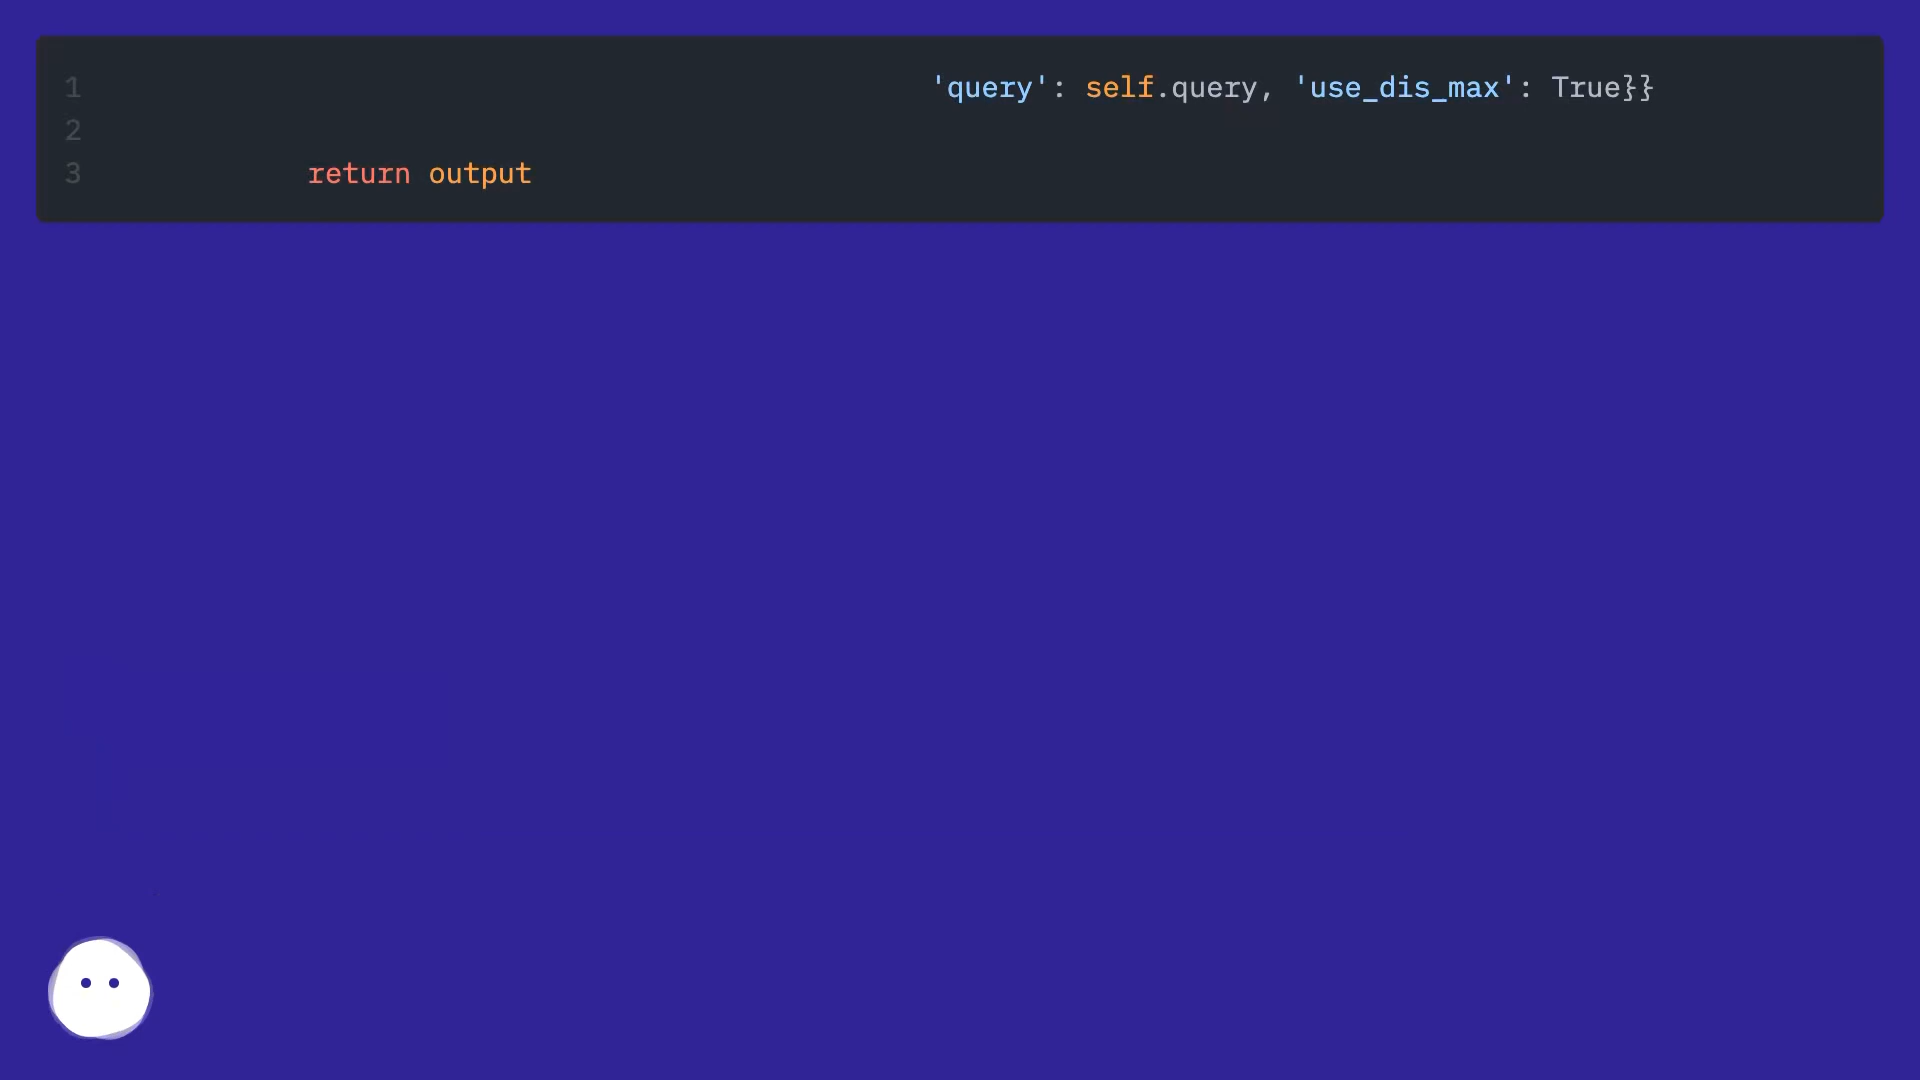 1 'query': self.query, 'use_dis_max': True}}
2
3 return output